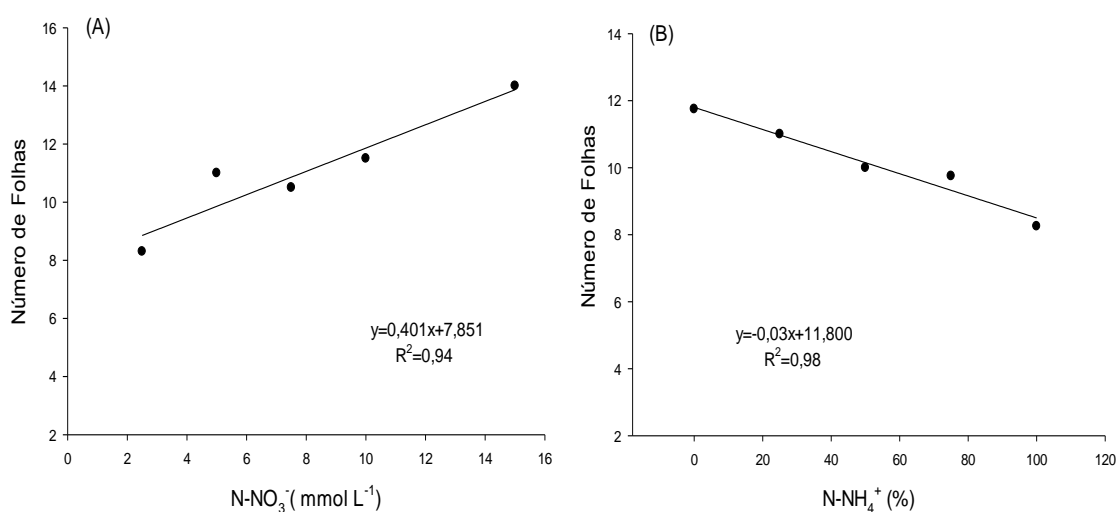 (A)
Número de Folhas
16
14
12
10
8
6
4
2
0 2 4 6 8 10 12 14 16
y=0,401x+7,851
R²=0,94
N-NO₃⁻( mmol L⁻¹)
(B)
Número de Folhas
14
12
10
8
6
4
2
0 20 40 60 80 100 120
y=-0,03x+11,800
R²=0,98
N-NH₄⁺ (%)